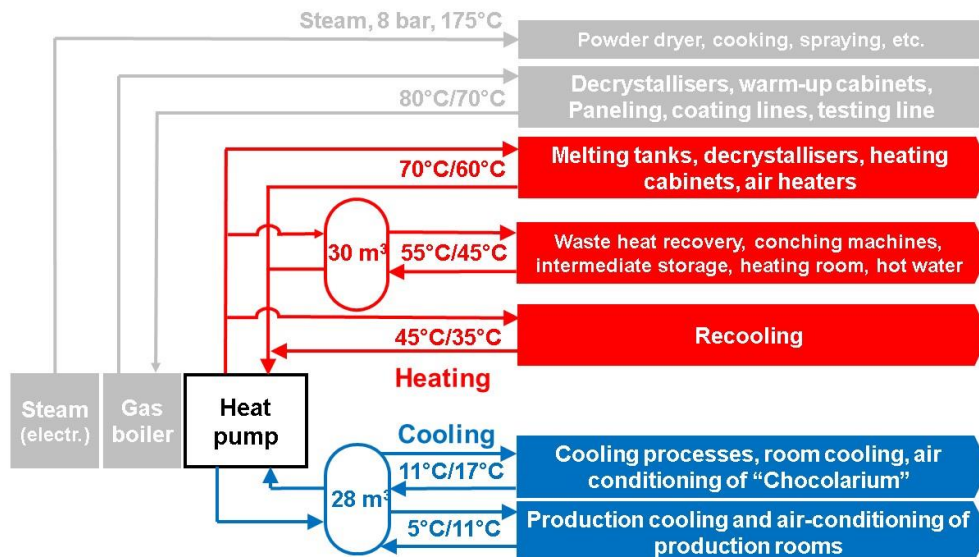 Steam, 8 bar, 175°C
Powder dryer, cooking, spraying, etc.
80°C/70°C
Decrystallisers, warm-up cabinets,
Paneling, coating lines, testing line
70°C/60°C
Melting tanks, decrystallisers, heating
cabinets, air heaters
30 m³
55°C/45°C
Waste heat recovery, conching machines,
intermediate storage, heating room, hot water
45°C/35°C
Recooling
Heating
Steam
(electr.)
Gas
boiler
Heat
pump
Cooling
11°C/17°C
Cooling processes, room cooling, air
conditioning of “Chocolarium”
28 m³
5°C/11°C
Production cooling and air-conditioning of
production rooms